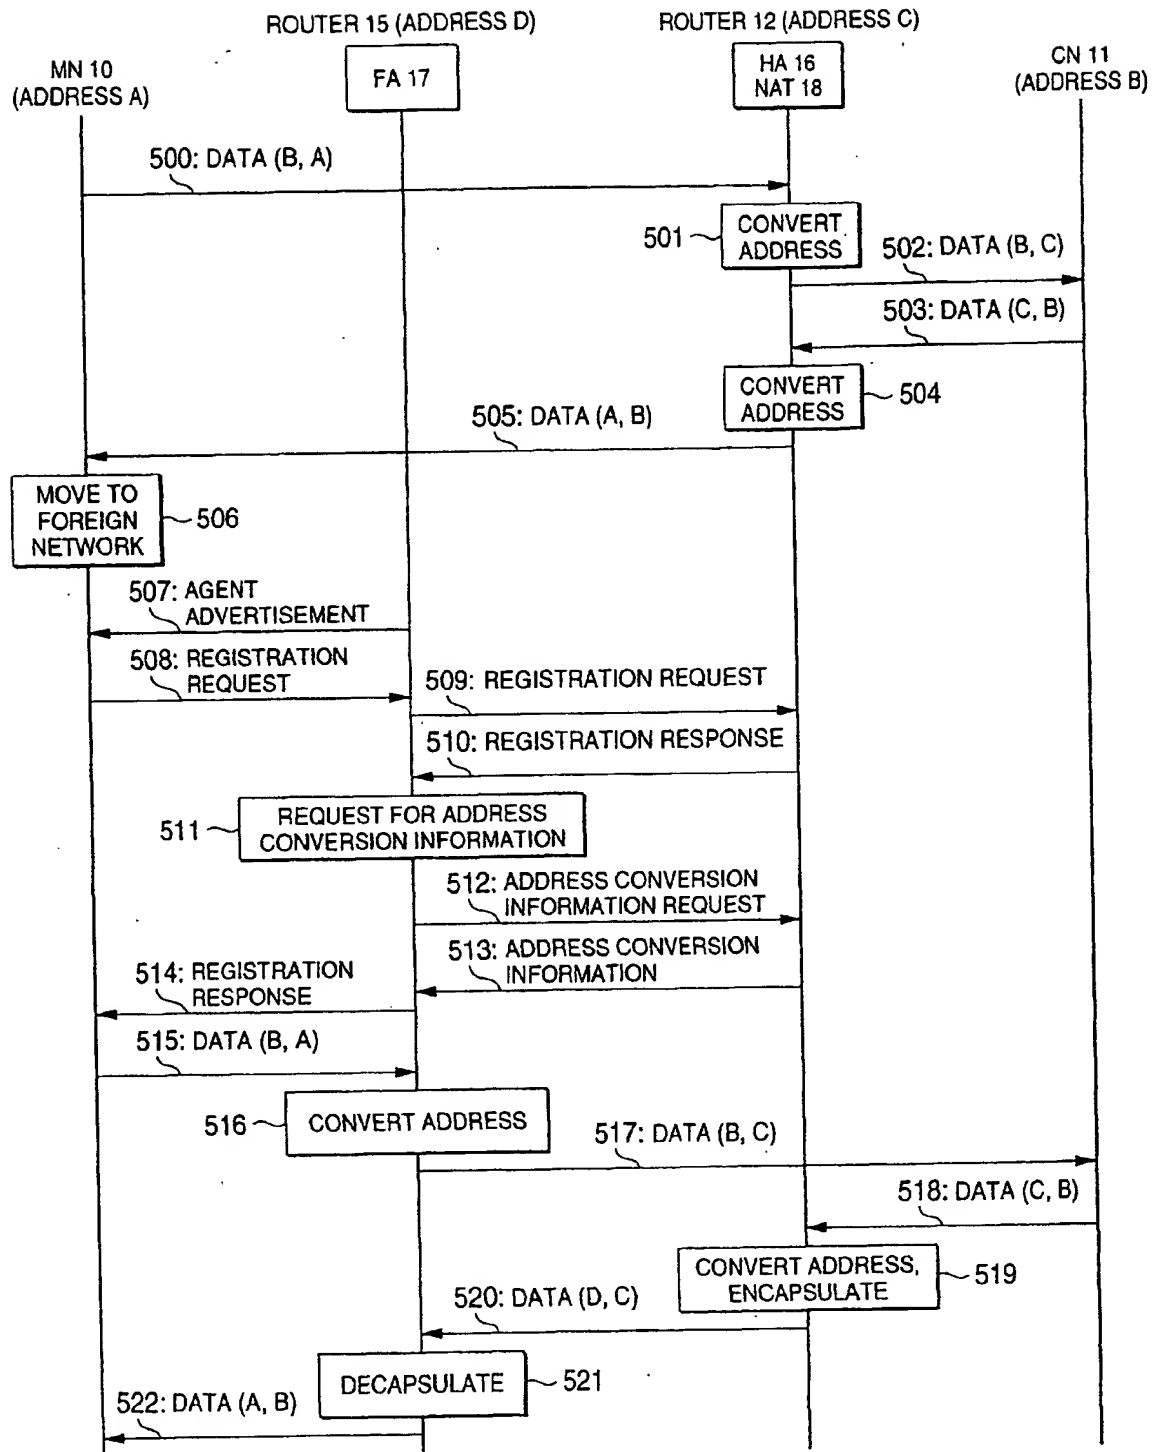 ROUTER 15 (ADDRESS D)
ROUTER 12 (ADDRESS C)
MN 10
(ADDRESS A)
FA 17
HA 16
NAT 18
CN 11
(ADDRESS B)
500: DATA (B, A)
501
CONVERT
ADDRESS
502: DATA (B, C)
503: DATA (C, B)
CONVERT
ADDRESS
504
505: DATA (A, B)
MOVE TO
FOREIGN
NETWORK
506
507: AGENT
ADVERTISEMENT
508: REGISTRATION
REQUEST
509: REGISTRATION REQUEST
510: REGISTRATION RESPONSE
511
REQUEST FOR ADDRESS
CONVERSION INFORMATION
512: ADDRESS CONVERSION
INFORMATION REQUEST
513: ADDRESS CONVERSION
INFORMATION
514: REGISTRATION
RESPONSE
515: DATA (B, A)
516
CONVERT ADDRESS
517: DATA (B, C)
518: DATA (C, B)
CONVERT ADDRESS,
ENCAPSULATE
519
520: DATA (D, C)
DECAPSULATE
521
522: DATA (A, B)